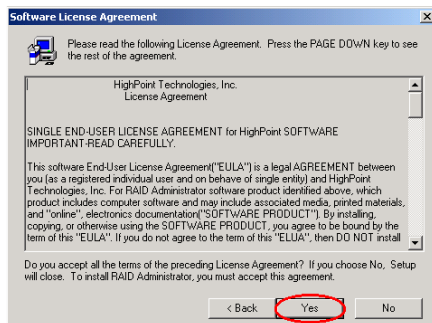 Software License Agreement
Please read the following License Agreement. Press the PAGE DOWN key to see
the rest of the agreement.
HighPoint Technologies, Inc.
License Agreement
SINGLE END-USER LICENSE AGREEMENT for HighPoint SOFTWARE
IMPORTANT-READ CAREFULLY.
This software End-User License Agreement("EULA") is a legal AGREEMENT between
you (as a registered individual user and on behave of single entity) and HighPoint
Technologies, Inc. For RAID Administrator software product identified above, which
product includes computer software and may include associated media, printed materials,
and "online", electronics documentation("SOFTWARE PRODUCT"). By installing,
copying, or otherwise using the SOFTWARE PRODUCT, you agree to be bound by the
term of this "EULA". If you do not agree to the term of this "ELUA", then DO NOT install
Do you accept all the terms of the preceding License Agreement? If you choose No, Setup
will close. To install RAID Administrator, you must accept this agreement.
< Back Yes No